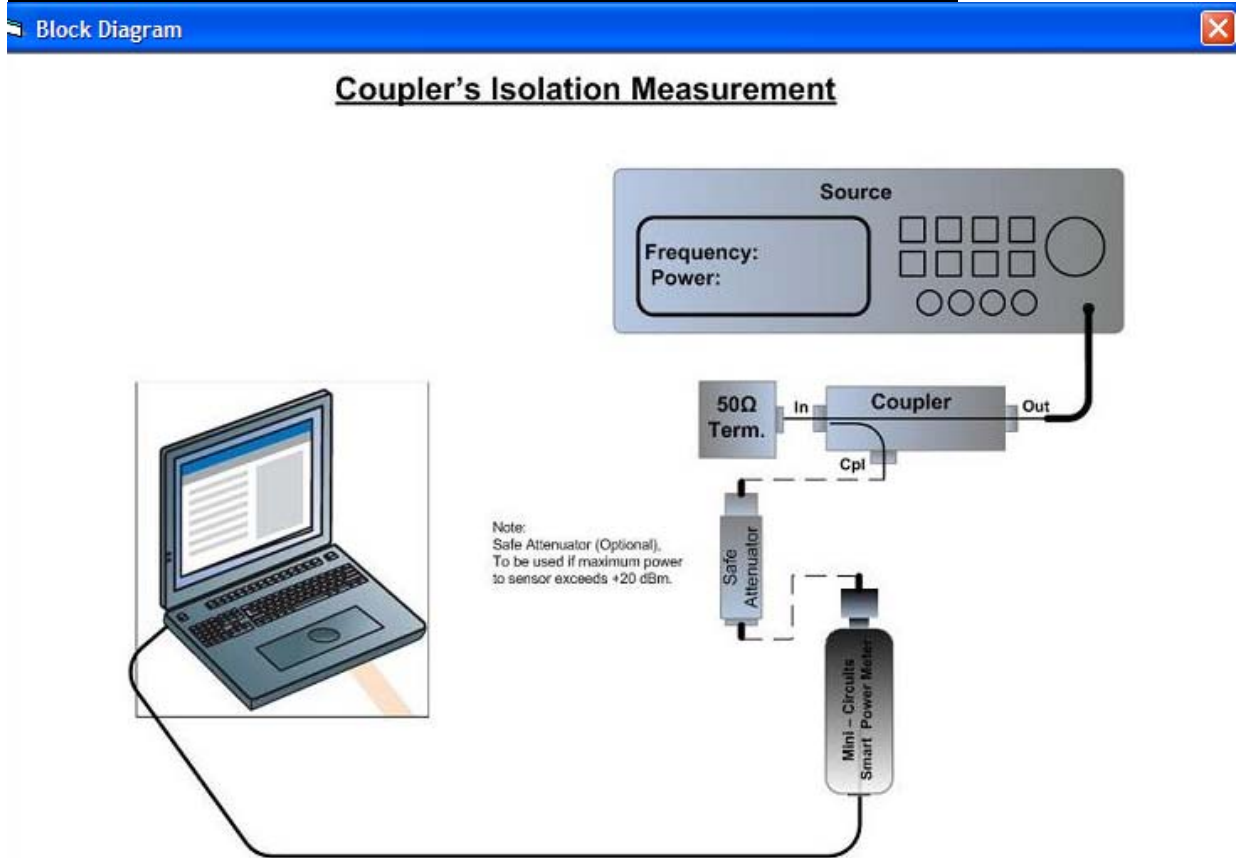 Block Diagram
Coupler's Isolation Measurement
Source
Frequency:
Power:
50Ω
Term.
In
Coupler
Out
Cpl
Note:
Safe Attenuator (Optional),
To be used if maximum power
to sensor exceeds +20 dBm.
Safe
Attenuator
Mini – Circuits
Smart Power Meter